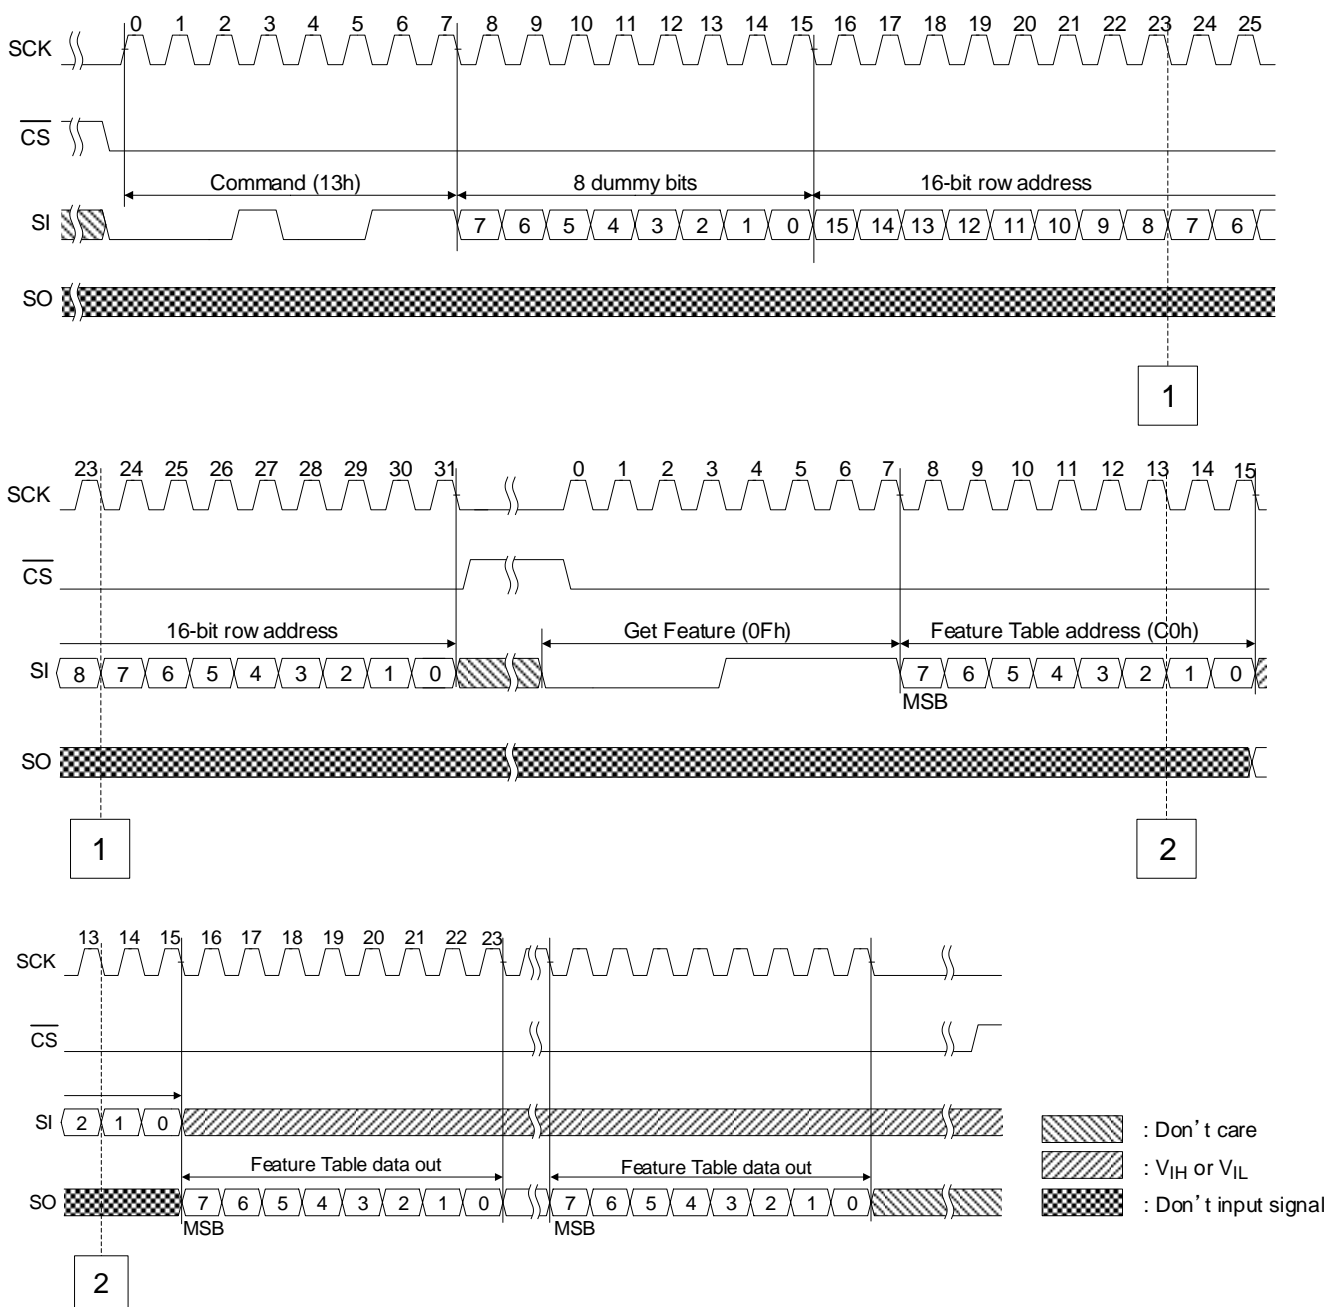 0 1 2 3 4 5 6 7 8 9 10 11 12 13 14 15 16 17 18 19 20 21 22 23 24 25
SCK
CS
Command (13h) 8 dummy bits 16-bit row address
SI 7 6 5 4 3 2 1 0 15 14 13 12 11 10 9 8 7 6
SO
1
23 24 25 26 27 28 29 30 31 0 1 2 3 4 5 6 7 8 9 10 11 12 13 14 15
SCK
CS
16-bit row address Get Feature (0Fh) Feature Table address (C0h)
SI 8 7 6 5 4 3 2 1 0 7 6 5 4 3 2 1 0
MSB
SO
1 2
13 14 15 16 17 18 19 20 21 22 23
SCK
CS
SI 2 1 0
: Don't care
Feature Table data out Feature Table data out
: VIH or VIL
SO 7 6 5 4 3 2 1 0 7 6 5 4 3 2 1 0
: Don't input signal
MSB MSB
2